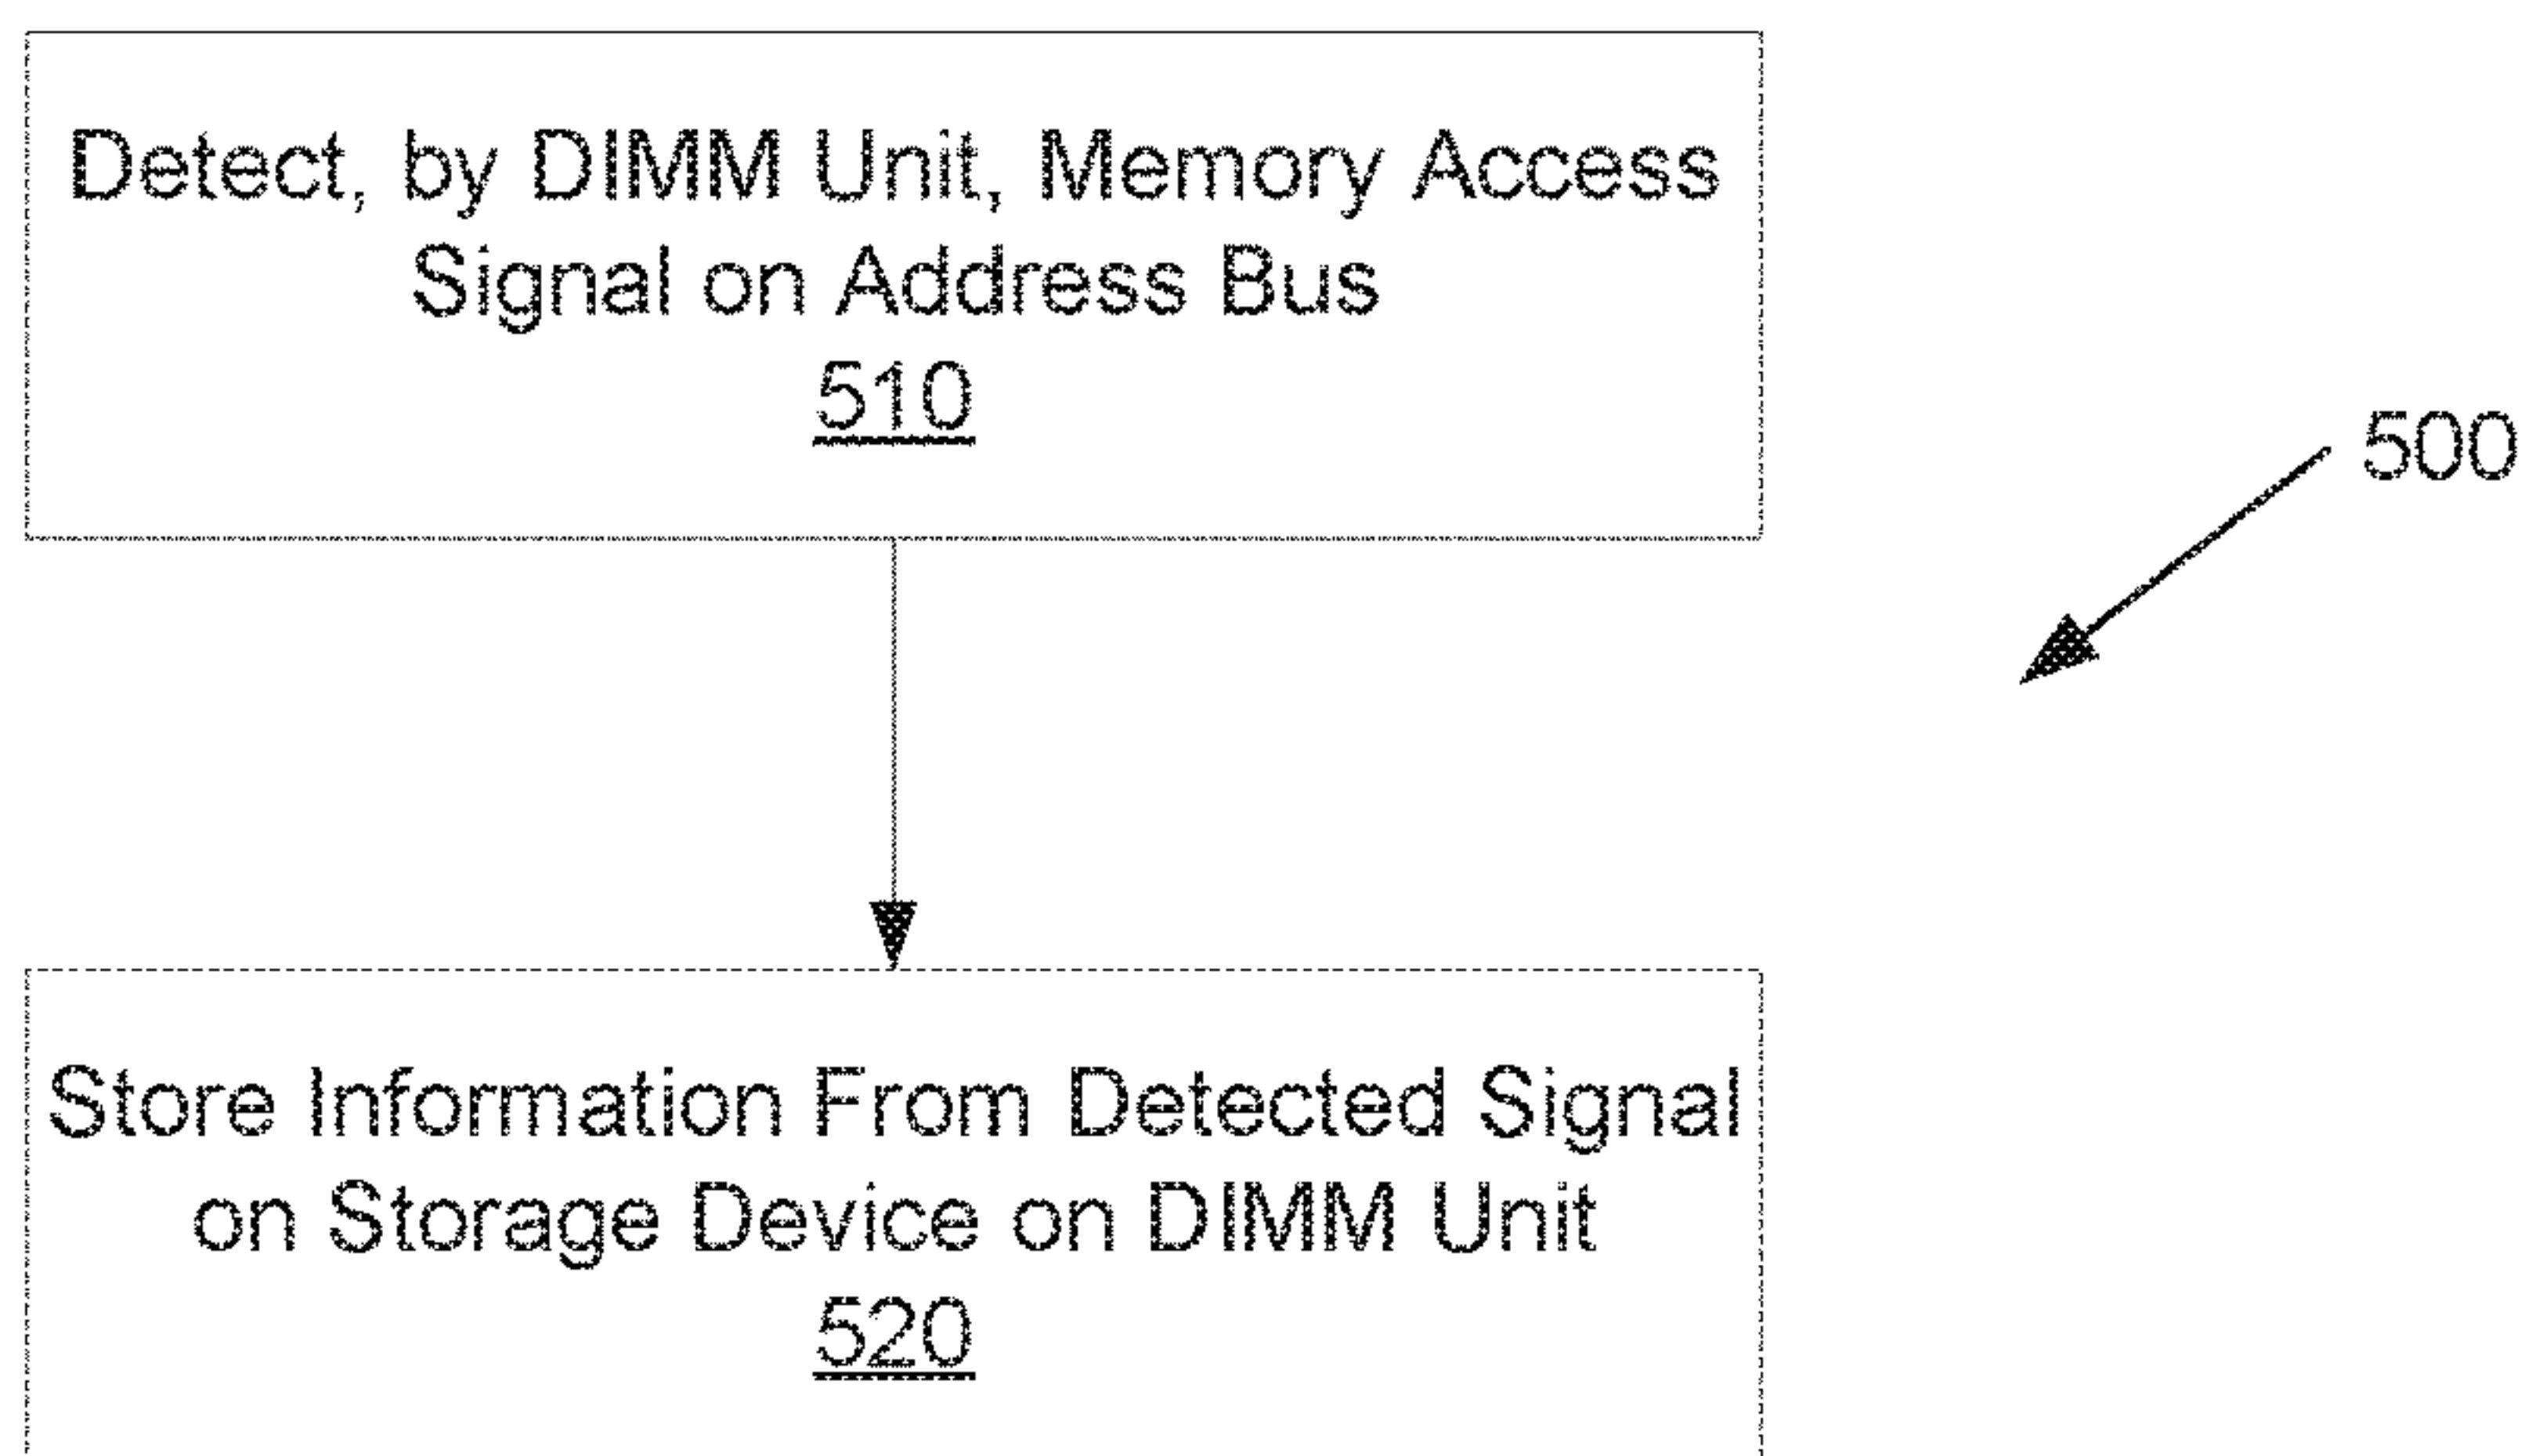 Detect, by DIMM Unit, Memory Access
Signal on Address Bus
510
500
Store Information From Detected Signal
on Storage Device on DIMM Unit
520